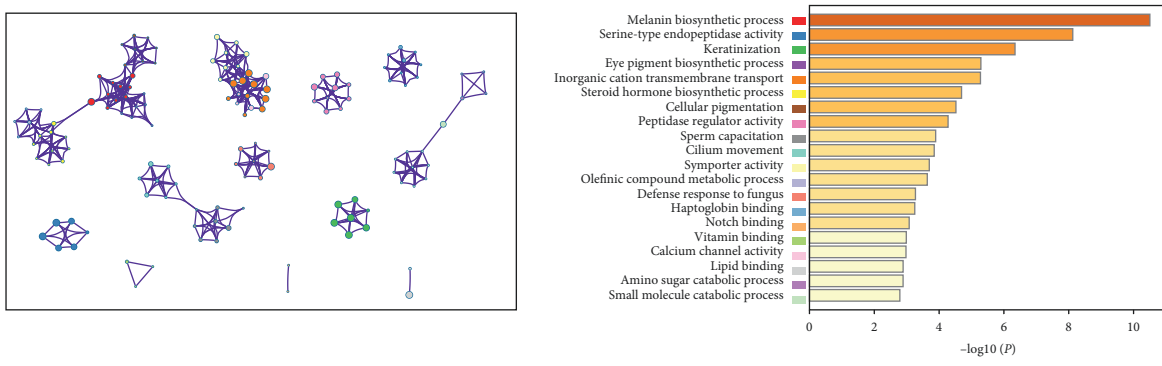 Melanin biosynthetic process
Serine-type endopeptidase activity
Keratinization
Eye pigment biosynthetic process
Inorganic cation transmembrane transport
Steroid hormone biosynthetic process
Cellular pigmentation
Peptidase regulator activity
Sperm capacitation
Cilium movement
Symporter activity
Olefinic compound metabolic process
Defense response to fungus
Haptoglobin binding
Notch binding
Vitamin binding
Calcium channel activity
Lipid binding
Amino sugar catabolic process
Small molecule catabolic process
0 2 4 6 8 10
−log10 (P)